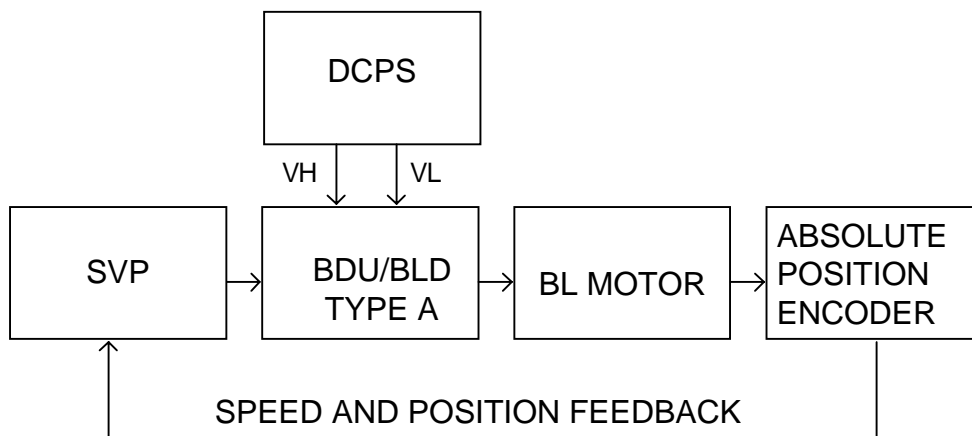 DCPS
VH
VL
SVP
BDU/BLD
TYPE A
BL MOTOR
ABSOLUTE
POSITION
ENCODER
SPEED AND POSITION FEEDBACK